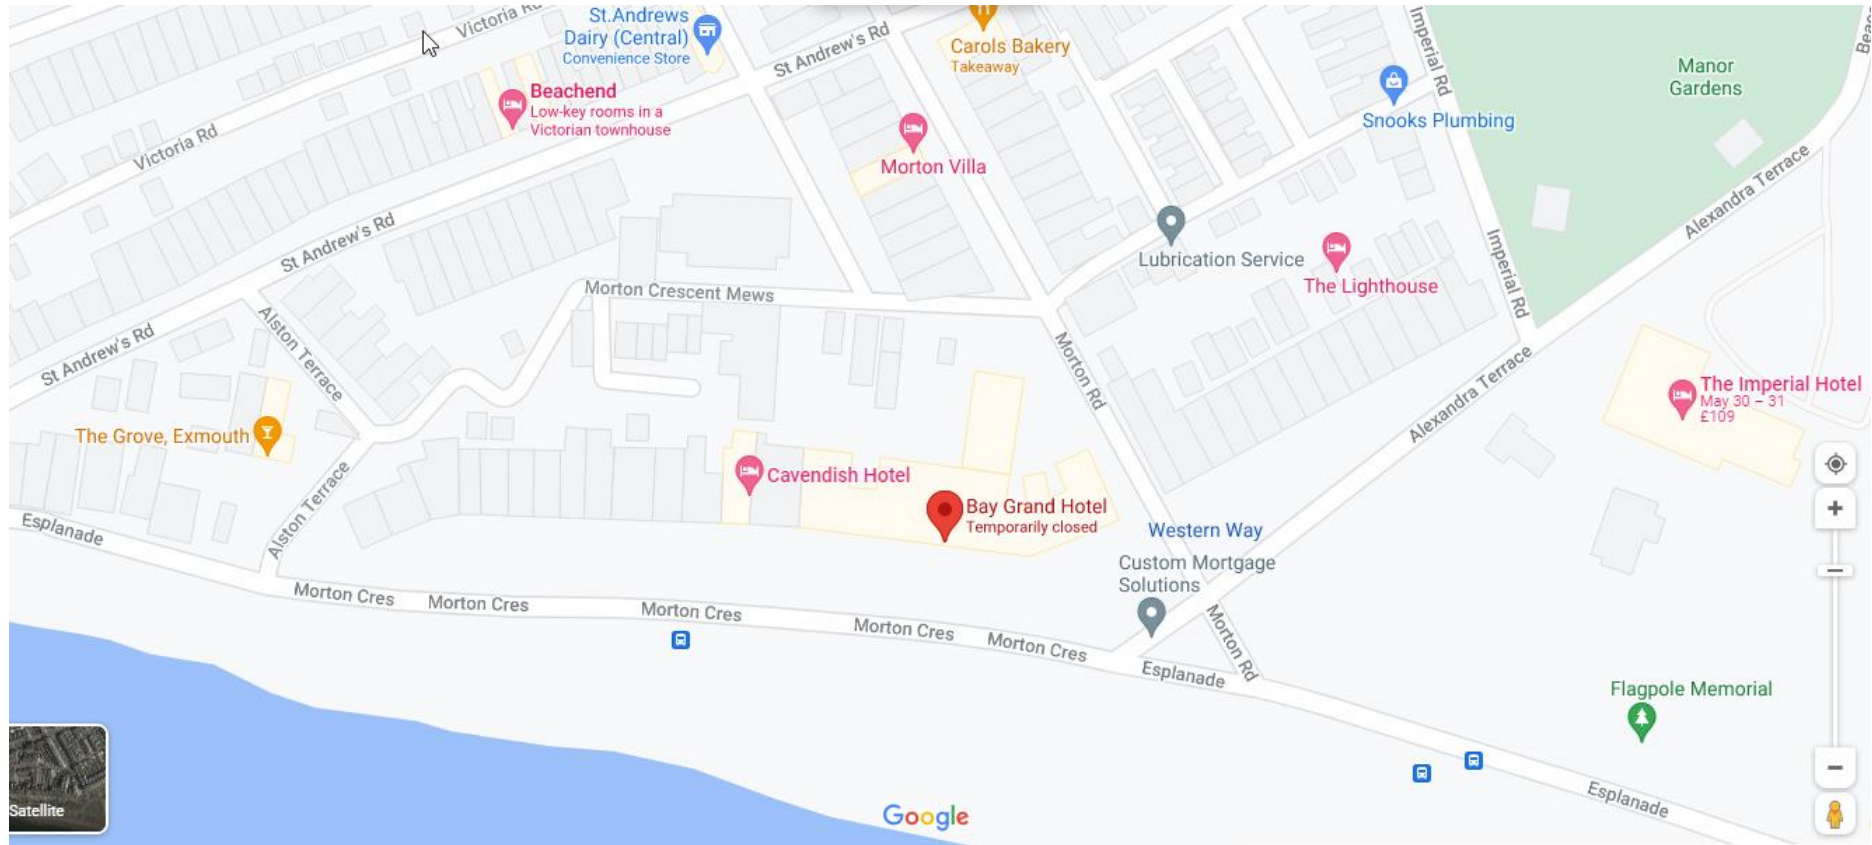 Victoria Rd
St.Andrews
Dairy (Central)
Convenience Store
St Andrew's Rd
Carols Bakery
Takeaway
Imperial Rd
Manor
Gardens
Beachend
Low-key rooms in a
Victorian townhouse
Victoria Rd
Morton Villa
Snooks Plumbing
Alexandra Terrace
St Andrew's Rd
Lubrication Service
The Lighthouse
Imperial Rd
Morton Crescent Mews
St Andrew's Rd
Alston Terrace
Morton Rd
Alexandra Terrace
The Imperial Hotel
May 30 – 31
£109
The Grove, Exmouth
Cavendish Hotel
Bay Grand Hotel
Temporarily closed
Alston Terrace
Esplanade
Western Way
Custom Mortgage
Solutions
Morton Cres
Morton Cres
Morton Cres
Morton Cres
Morton Cres
Esplanade
Morton Rd
Flagpole Memorial
Esplanade
Satellite
Google